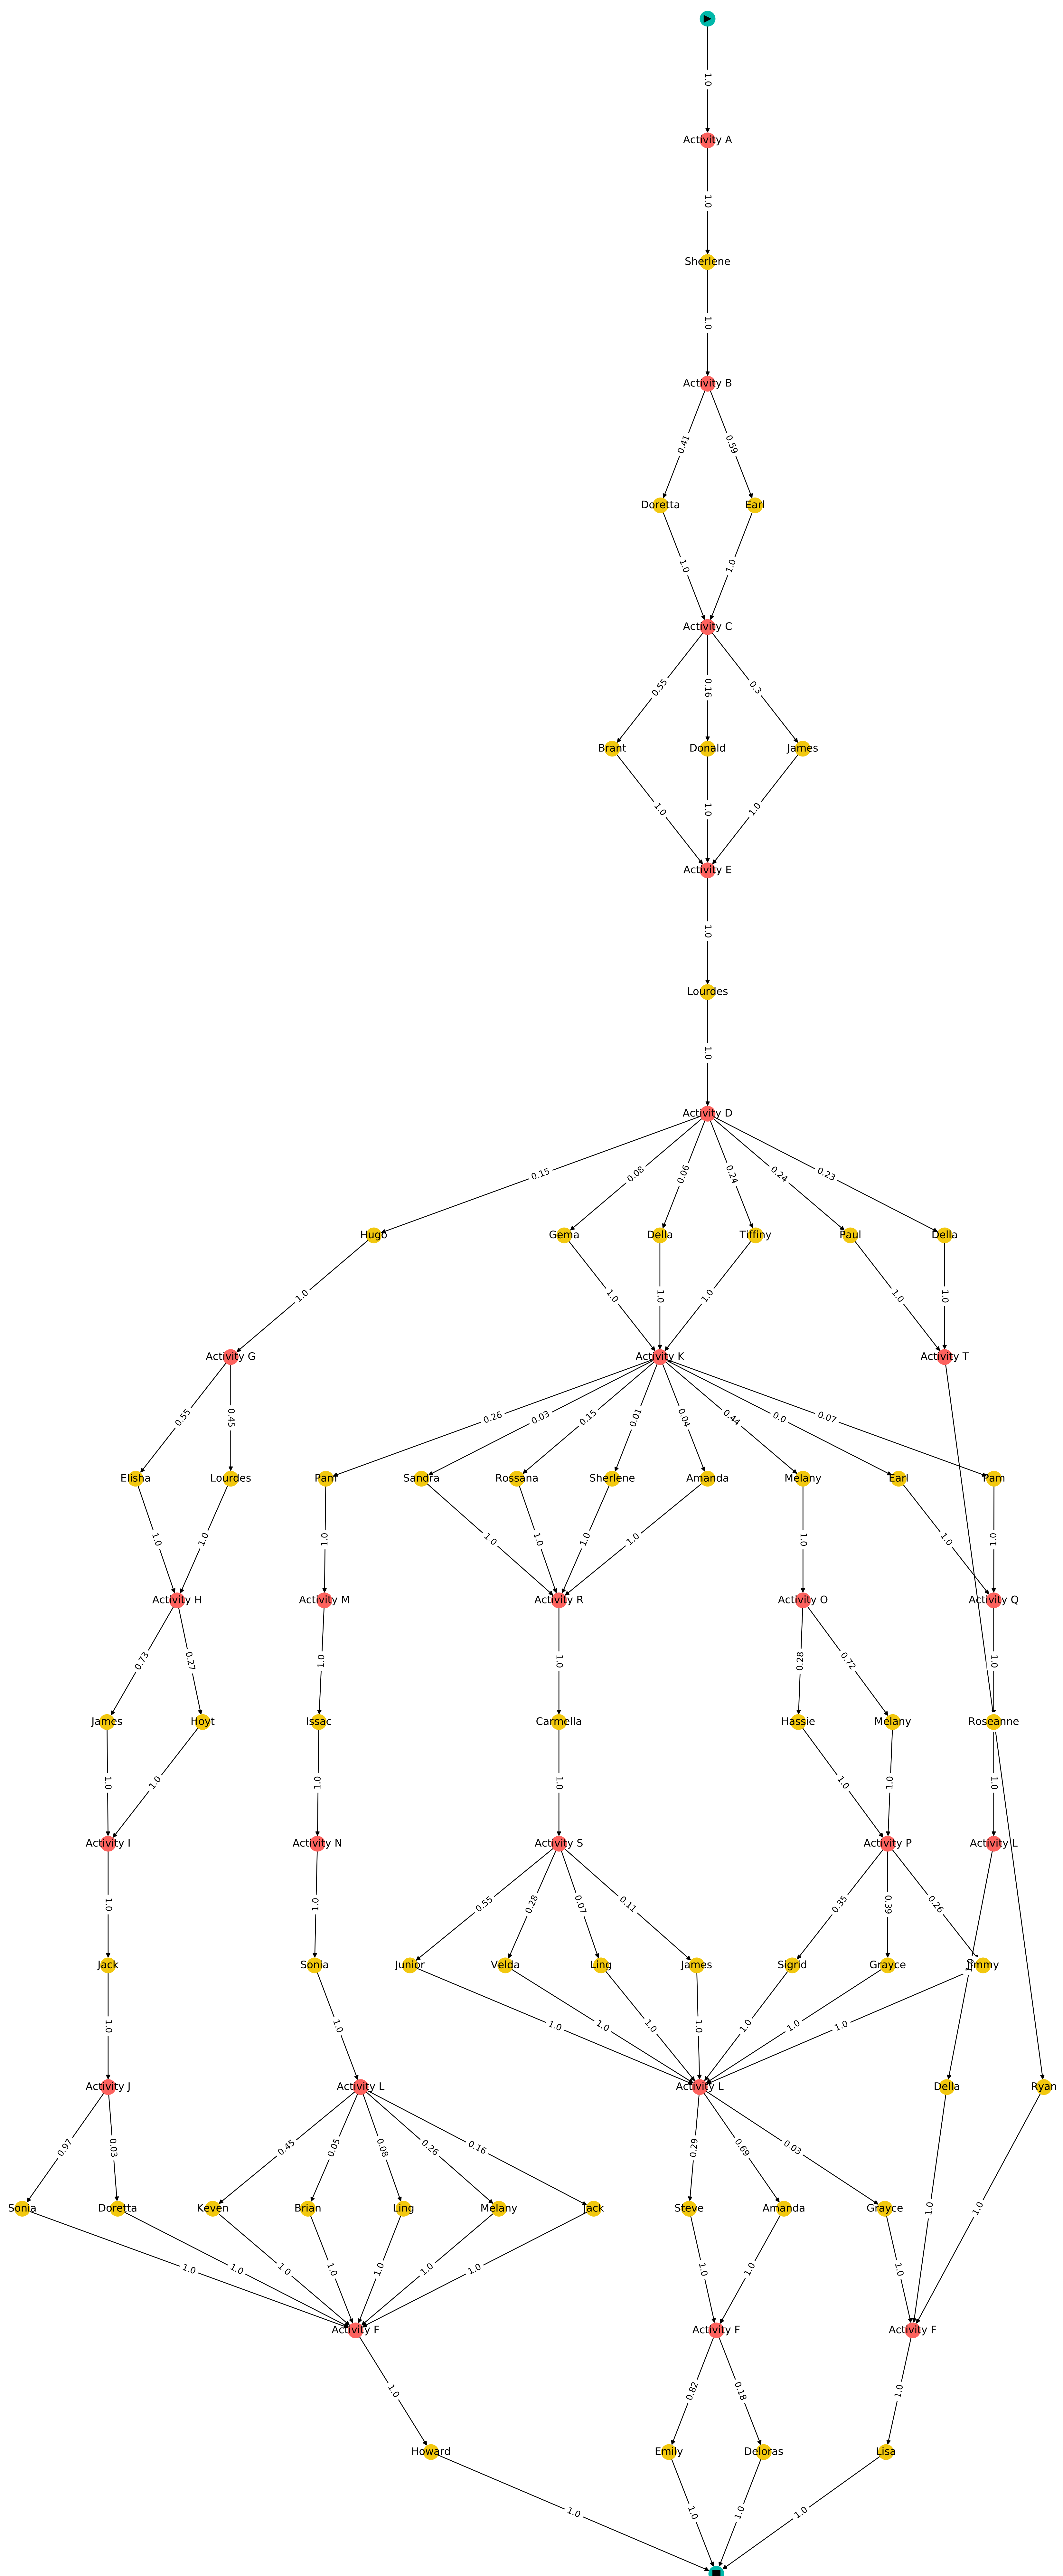 1.0
Activity A
1.0
Sherlene
1.0
Activity B
0.41 0.59
Doretta Earl
1.0 1.0
Activity C
0.55 0.16 0.3
Brant Donald James
1.0 1.0 1.0
Activity E
1.0
Lourdes
1.0
Activity D
0.15 0.08 0.06 0.24 0.24 0.23
Hugo Gema Della Tiffiny Paul Della
1.0 1.0 1.0 1.0 1.0 1.0
Activity G Activity K Activity T
0.55 0.45 0.26 0.03 0.15 0.01 0.04 0.44 0.0 0.07
Elisha Lourdes Pam Sandra Rossana Sherlene Amanda Melany Earl Pam
1.0 1.0 1.0 1.0 1.0 1.0 1.0 1.0 1.0 1.0
Activity H Activity M Activity R Activity O Activity Q
0.73 0.27 1.0 1.0 0.28 0.72 1.0
James Hoyt Issac Carmella Hassie Melany Roseanne
1.0 1.0 1.0 1.0 1.0 1.0 1.0
Activity I Activity N Activity S Activity P Activity L
1.0 1.0 0.55 0.28 0.07 0.11 0.35 0.39 0.26
Jack Sonia Junior Velda Ling James Sigrid Grayce
1.0 1.0 1.0 1.0 1.0 1.0 1.0 1.0 1.0
Activity J Activity L Activity L Della Ryan
0.97 0.03 0.45 0.05 0.08 0.26 0.16 0.29 0.69 0.03
Sonia Doretta Keven Brian Ling Melany Jack Steve Amanda Grayce
1.0 1.0 1.0 1.0 1.0 1.0 1.0 1.0 1.0 1.0 1.0 1.0
Activity F Activity F Activity F
1.0 0.82 0.18 1.0
Howard Emily Deloras Lisa
1.0 1.0 1.0 1.0